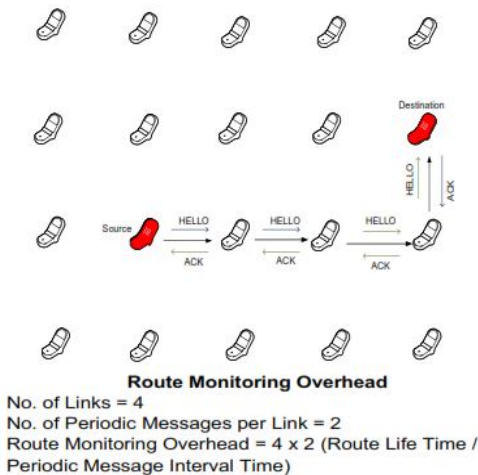 Destination
HELLO
ACK
Source
HELLO
HELLO
HELLO
ACK
ACK
ACK
Route Monitoring Overhead
No. of Links = 4
No. of Periodic Messages per Link = 2
Route Monitoring Overhead = 4 x 2 (Route Life Time /
Periodic Message Interval Time)